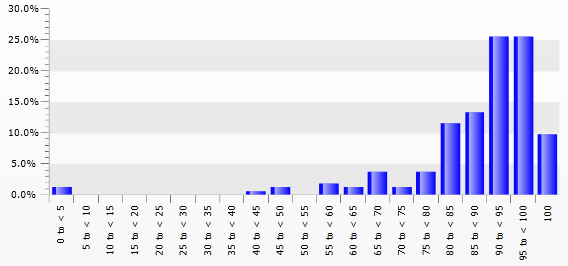 30.0%
25.0%
20.0%
15.0%
10.0%
5.0%
0.0%
0 to < 5
5 to < 10
10 to < 15
15 to < 20
20 to < 25
25 to < 30
30 to < 35
35 to < 40
40 to < 45
45 to < 50
50 to < 55
55 to < 60
60 to < 65
65 to < 70
70 to < 75
75 to < 80
80 to < 85
85 to < 90
90 to < 95
95 to < 100
100